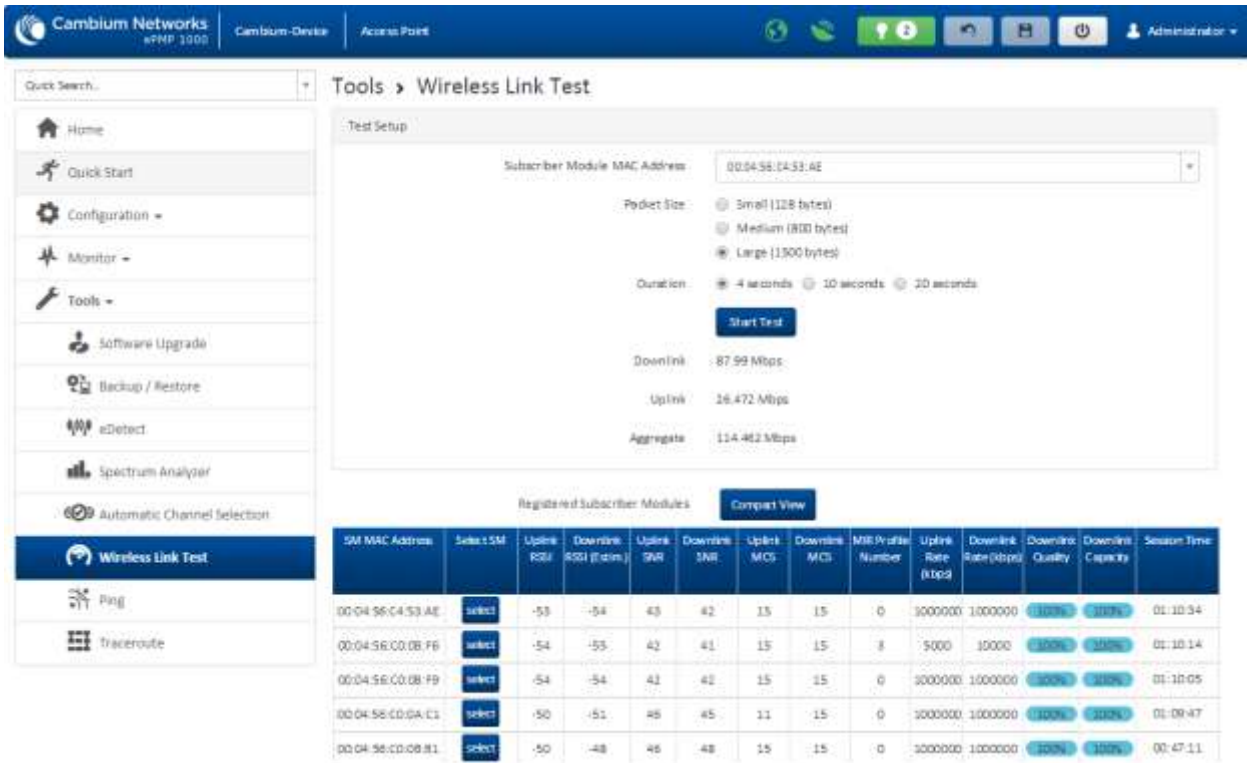 Cambium Networks
ePMP 1000
Cambium-Device
Access Point
2
Administrator
Quick Search...
Home
Quick Start
Configuration
Monitor
Tools
Software Upgrade
Backup / Restore
eDetect
Spectrum Analyzer
Automatic Channel Selection
Wireless Link Test
Ping
Traceroute
Tools > Wireless Link Test
Test Setup
Subscriber Module MAC Address 00:04:56:C4:53:AE
Packet Size Small (128 bytes)
Medium (800 bytes)
Large (1500 bytes)
Duration 4 seconds 10 seconds 20 seconds
Start Test
Downlink 87.99 Mbps
Uplink 26.472 Mbps
Aggregate 114.462 Mbps
Registered Subscriber Modules Compact View
SM MAC Address Select SM Uplink RSSI Downlink RSSI (Estim.) Uplink SNR Downlink SNR Uplink MCS Downlink MCS MIR Profile Number Uplink Rate (kbps) Downlink Rate (kbps) Downlink Quality Downlink Capacity Session Time
00:04:56:C4:53:AE select -53 -54 43 42 15 15 0 1000000 1000000 100% 100% 01:10:34
00:04:56:C0:0B:F6 select -54 -55 42 41 15 15 3 5000 10000 100% 100% 01:10:14
00:04:56:C0:0B:F9 select -54 -54 42 42 15 15 0 1000000 1000000 100% 100% 01:10:05
00:04:56:C0:0A:C1 select -50 -51 46 45 11 15 0 1000000 1000000 100% 100% 01:09:47
00:04:56:C0:0B:81 select -50 -48 46 48 15 15 0 1000000 1000000 100% 100% 00:47:11